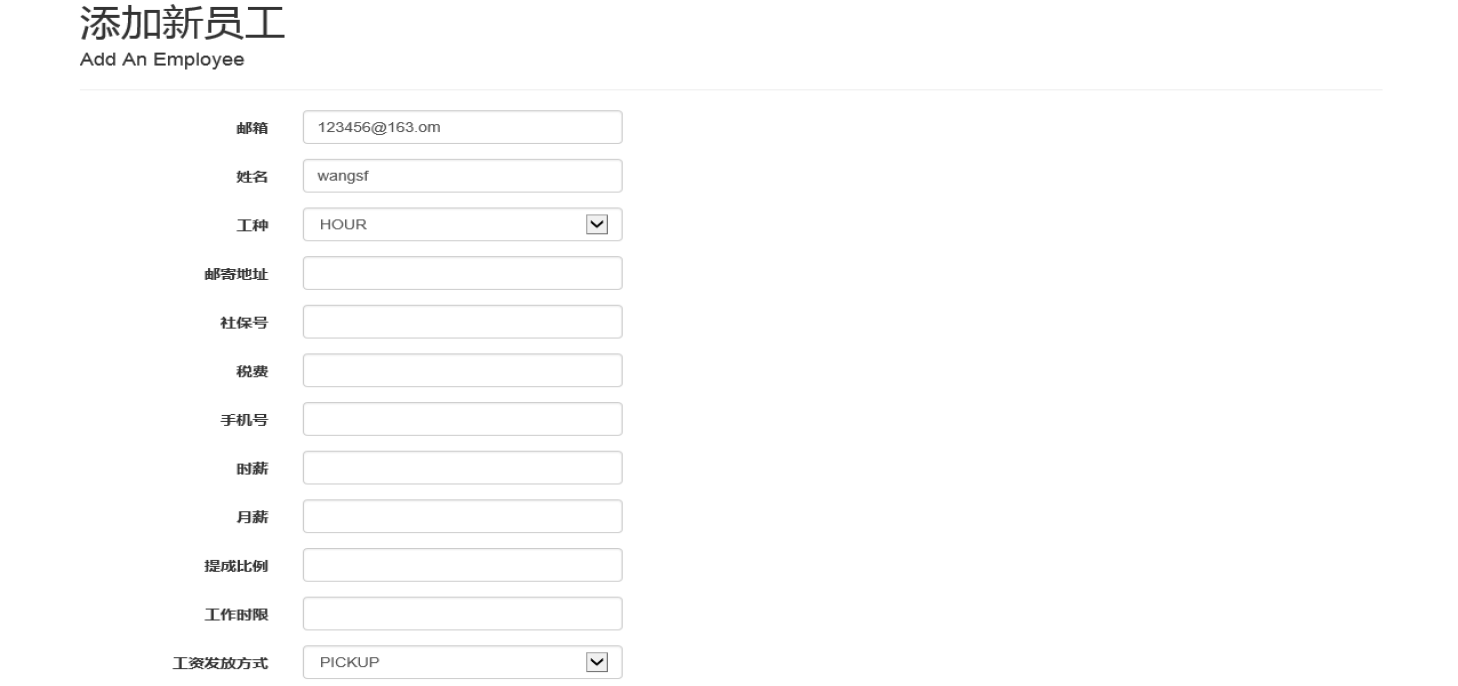 添加新员工
Add An Employee
邮箱 123456@163.om
姓名 wangsf
工种 HOUR
邮寄地址
社保号
税费
手机号
时薪
月薪
提成比例
工作时限
工资发放方式 PICKUP